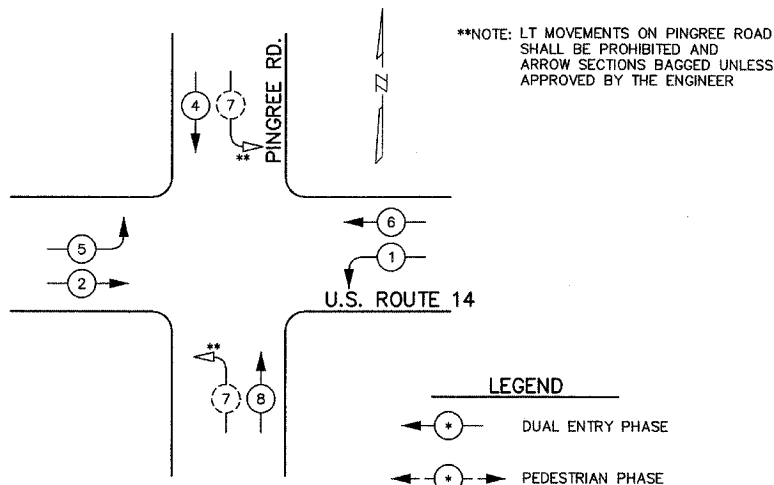 **NOTE: LT MOVEMENTS ON PINGREE ROAD
SHALL BE PROHIBITED AND
ARROW SECTIONS BAGGED UNLESS
APPROVED BY THE ENGINEER
PINGREE RD.
N
4
7
**
6
5
1
2
U.S. ROUTE 14
**
7
8
LEGEND
* DUAL ENTRY PHASE
* PEDESTRIAN PHASE